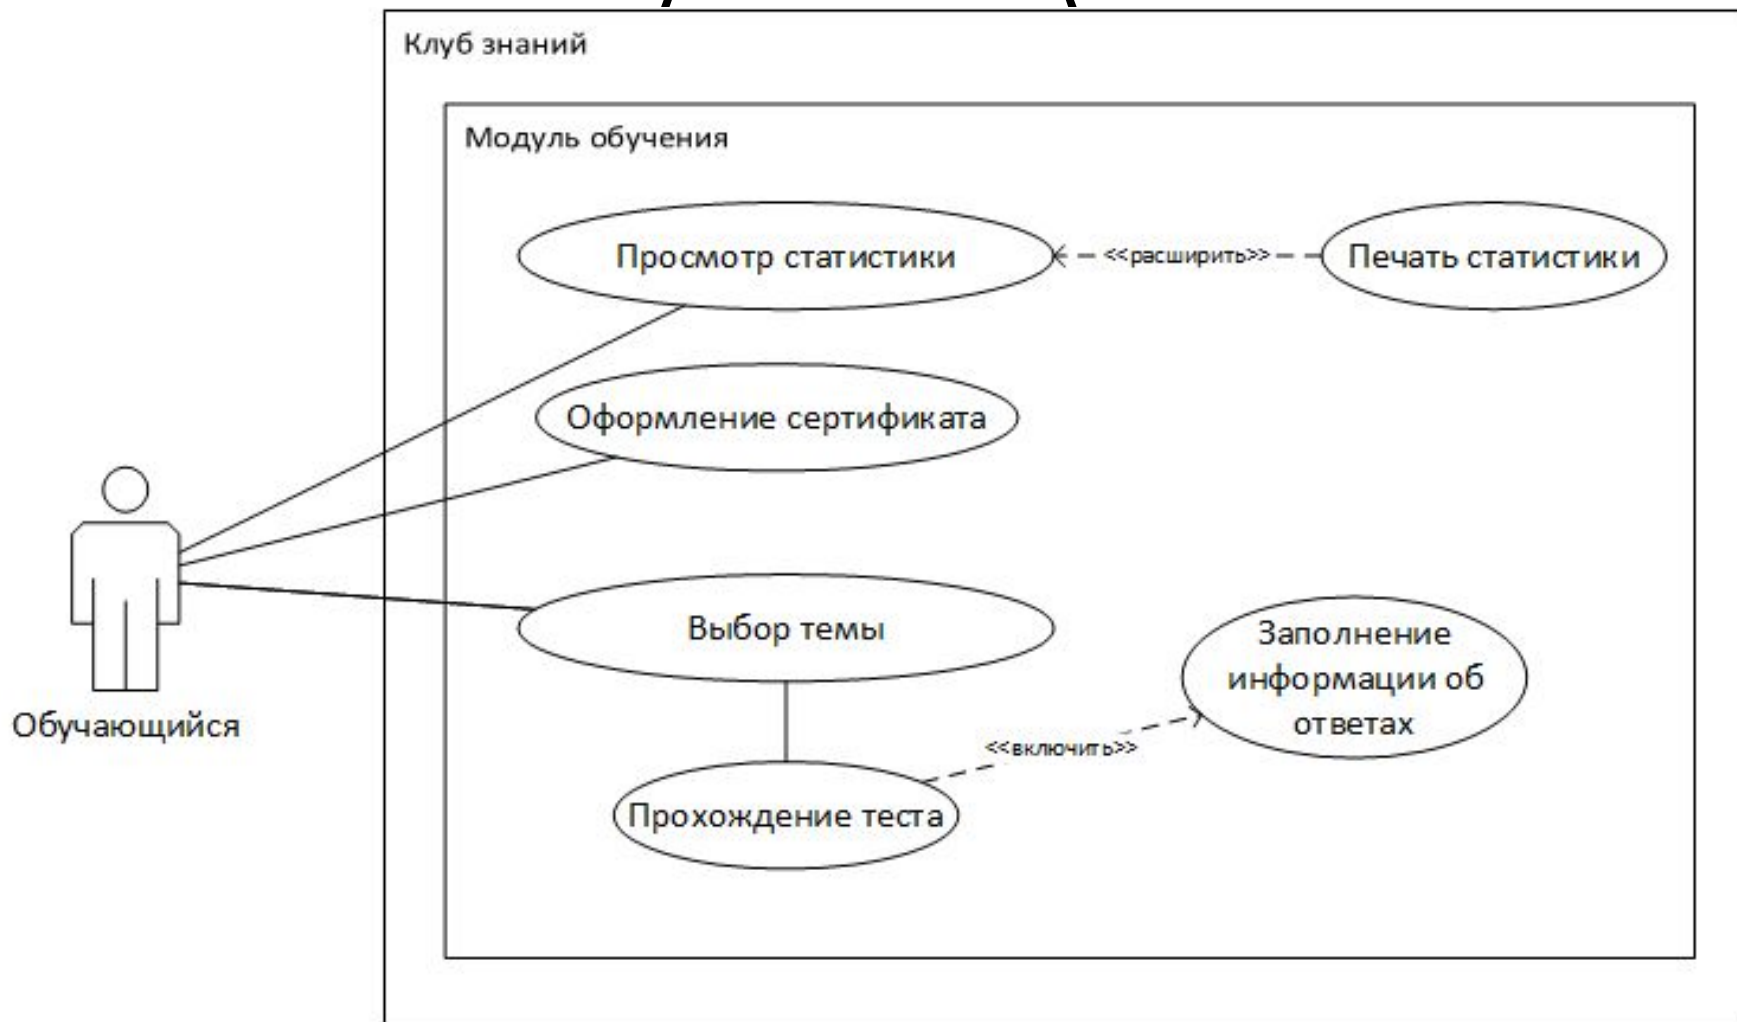 Клуб знаний
Модуль обучения
Просмотр статистики
<<расширить>>
Печать статистики
Оформление сертификата
Обучающийся
Выбор темы
Заполнение
информации об
ответах
<<включить>>
Прохождение теста